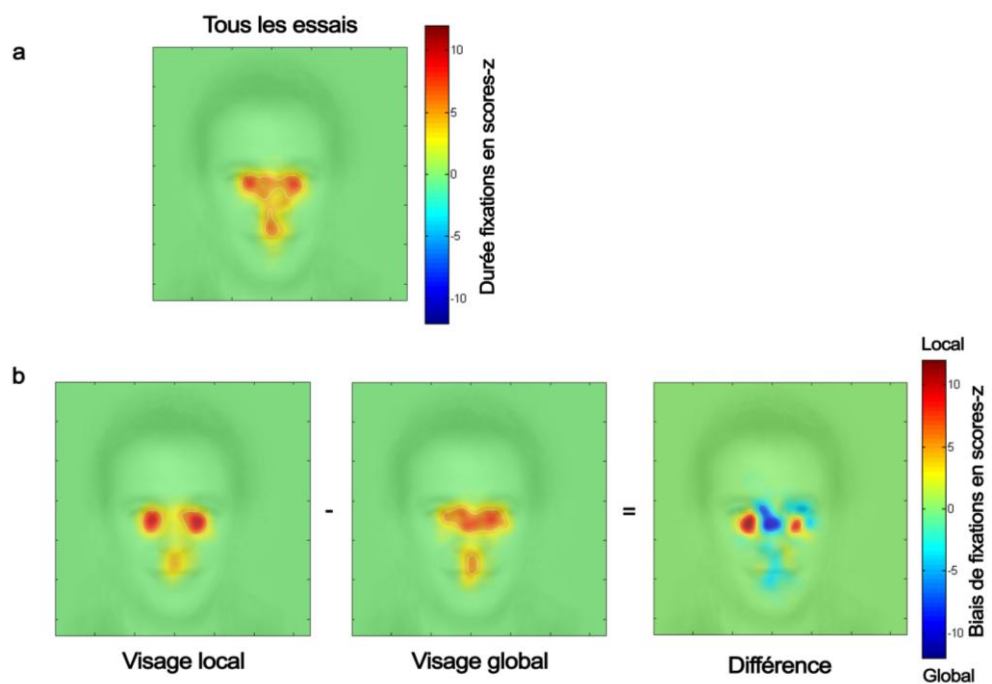 a
Tous les essais
10
5
0
-5
-10
Durée fixations en scores-z
b
-
=
Local
10
5
0
-5
-10
Biais de fixations en scores-z
Global
Visage local
Visage global
Différence